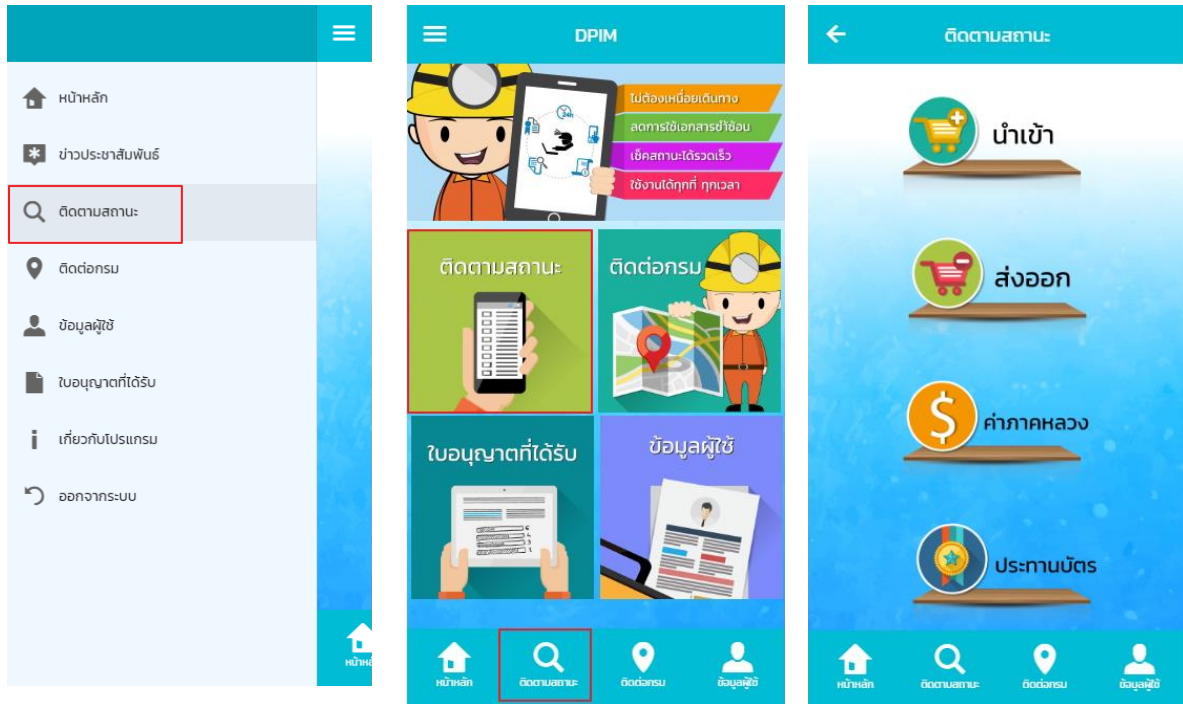 หน้าหลัก
ข่าวประชาสัมพันธ์
ติดตามสถานะ
ติดต่อกรม
ข้อมูลผู้ใช้
ใบอนุญาตที่ได้รับ
เกี่ยวกับโปรแกรม
ออกจากระบบ
DPIM
ไม่ต้องเหนื่อยเดินทาง
ลดการใช้เอกสารซ้ำซ้อน
เช็คสถานะได้รวดเร็ว
ใช้งานได้ทุกที่ ทุกเวลา
24h
ติดตามสถานะ
ติดต่อกรม
ใบอนุญาตที่ได้รับ
ข้อมูลผู้ใช้
หน้าหลัก
ติดตามสถานะ
ติดต่อกรม
ข้อมูลผู้ใช้
ติดตามสถานะ
นำเข้า
ส่งออก
$
ค่าภาคหลวง
ประทานบัตร
หน้าหลัก
ติดตามสถานะ
ติดต่อกรม
ข้อมูลผู้ใช้